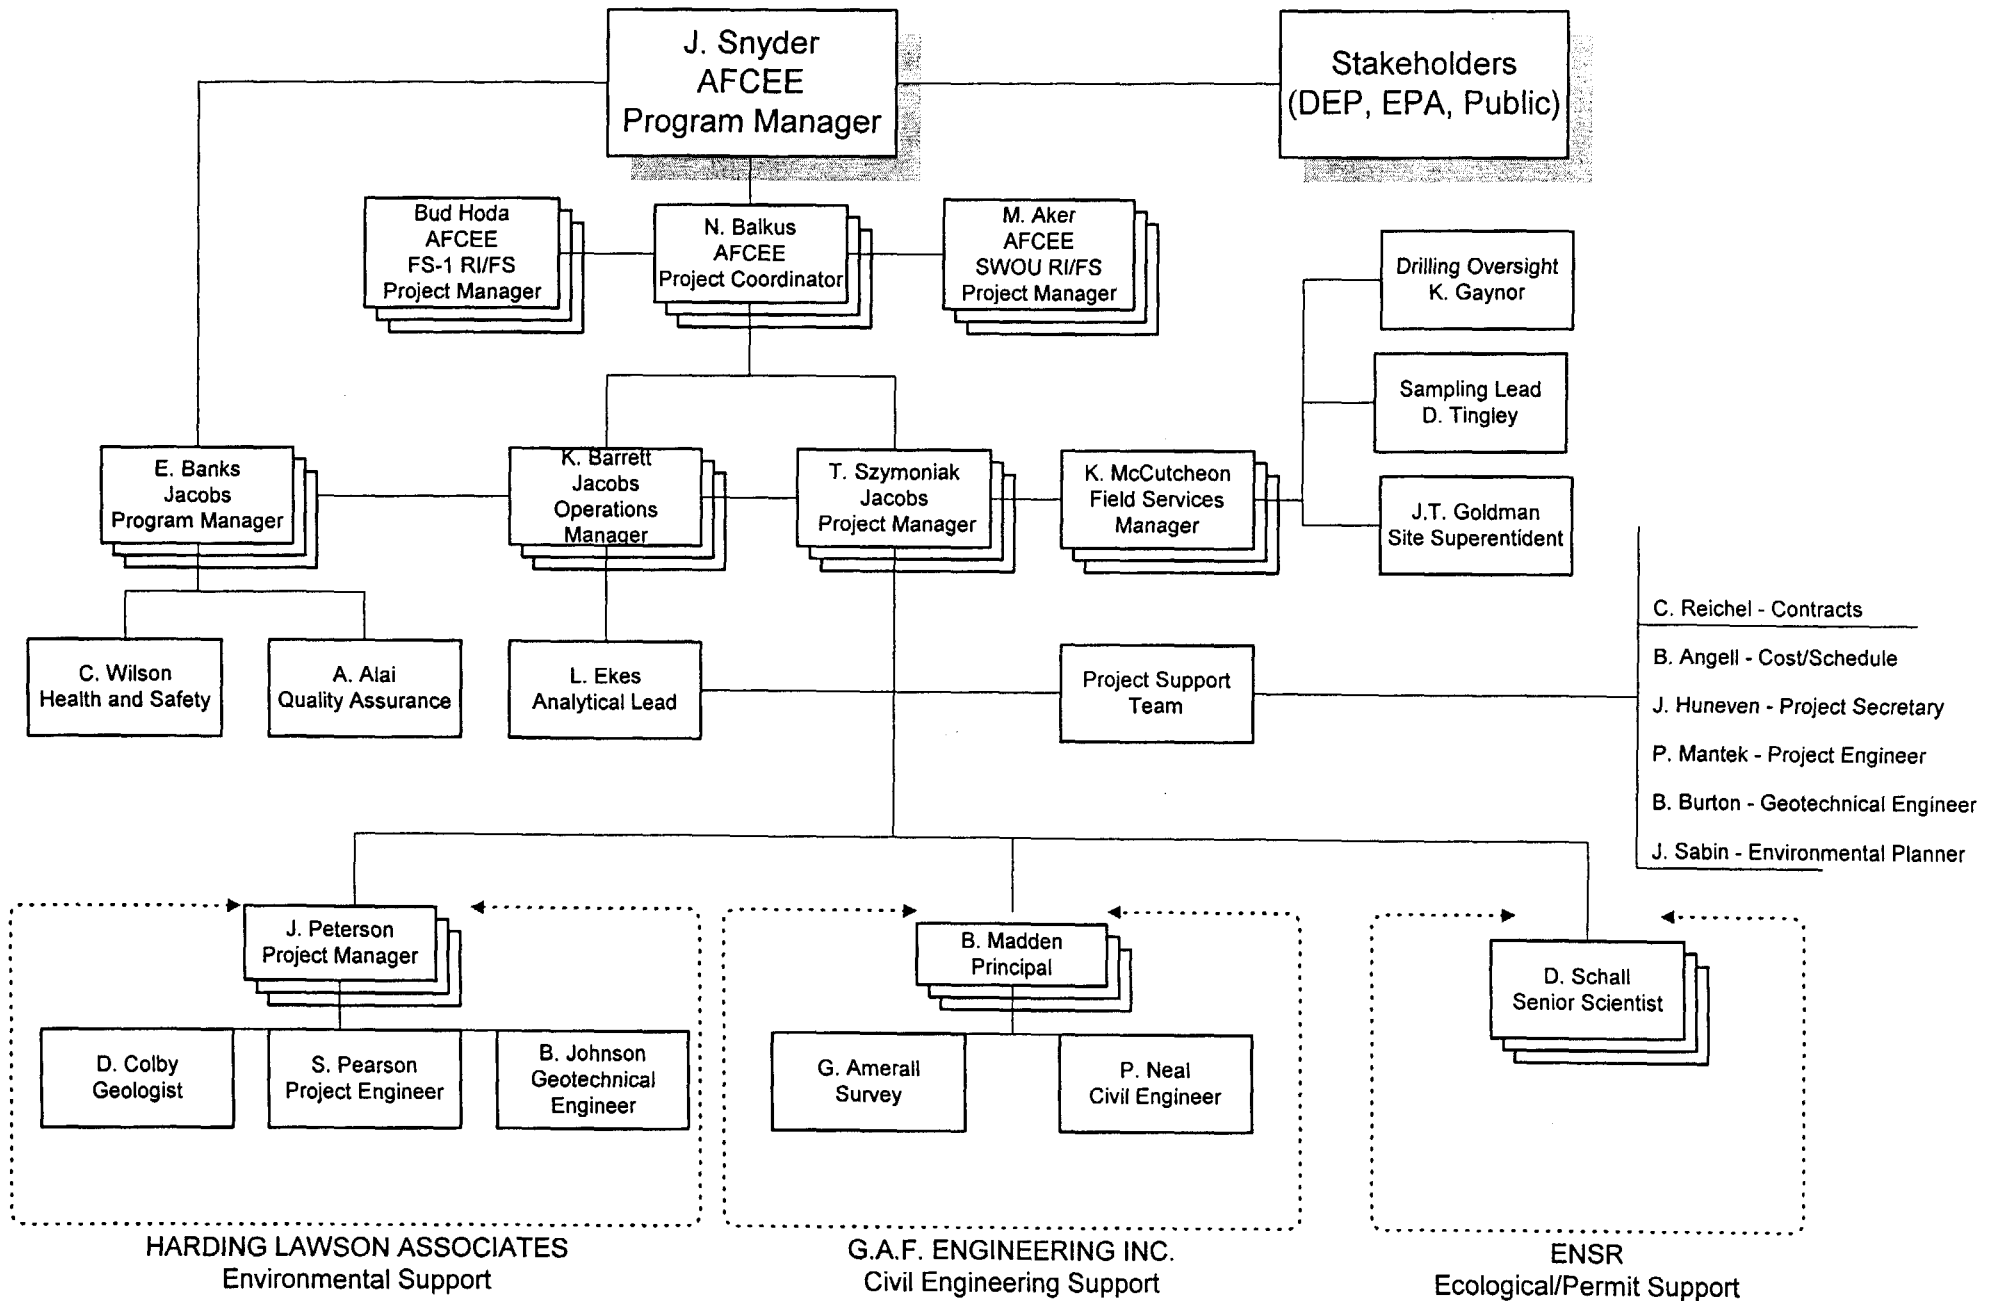 J. Snyder
AFCEE
Program Manager
Stakeholders
(DEP, EPA, Public)
Bud Hoda
AFCEE
FS-1 RI/FS
Project Manager
N. Balkus
AFCEE
Project Coordinator
M. Aker
AFCEE
SWOU RI/FS
Project Manager
Drilling Oversight
K. Gaynor
Sampling Lead
D. Tingley
J.T. Goldman
Site Superentident
E. Banks
Jacobs
Program Manager
K. Barrett
Jacobs
Operations
Manager
T. Szymoniak
Jacobs
Project Manager
K. McCutcheon
Field Services
Manager
C. Wilson
Health and Safety
A. Alai
Quality Assurance
L. Ekes
Analytical Lead
Project Support
Team
C. Reichel - Contracts
B. Angell - Cost/Schedule
J. Huneven - Project Secretary
P. Mantek - Project Engineer
B. Burton - Geotechnical Engineer
J. Sabin - Environmental Planner
J. Peterson
Project Manager
D. Colby
Geologist
S. Pearson
Project Engineer
B. Johnson
Geotechnical
Engineer
HARDING LAWSON ASSOCIATES
Environmental Support
B. Madden
Principal
G. Amerall
Survey
P. Neal
Civil Engineer
G.A.F. ENGINEERING INC.
Civil Engineering Support
D. Schall
Senior Scientist
ENSR
Ecological/Permit Support